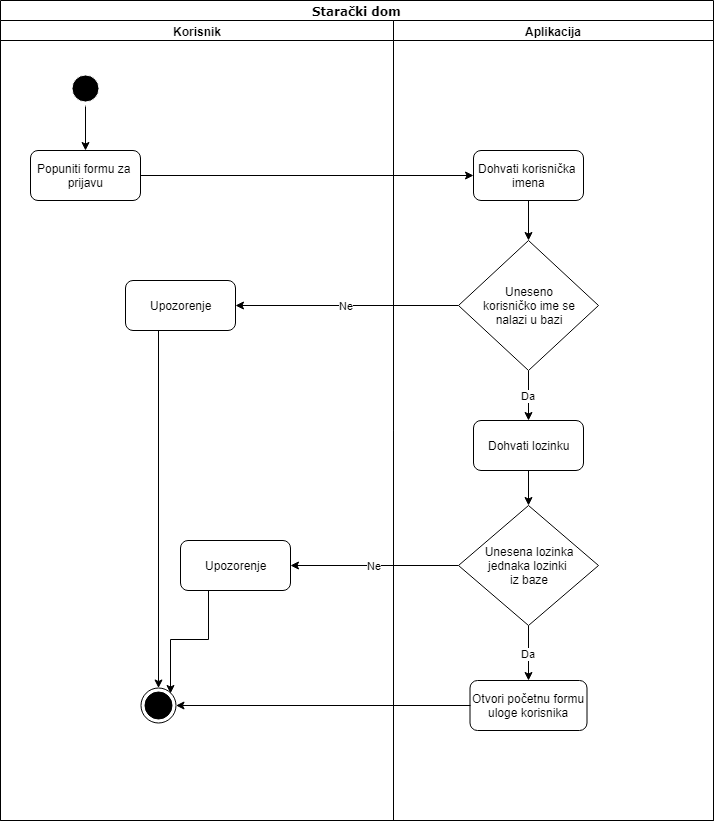 Starački dom
Korisnik
Aplikacija
Popuniti formu za
prijavu
Dohvati korisnička
imena
Uneseno
korisničko ime se
nalazi u bazi
Ne
Upozorenje
Da
Dohvati lozinku
Unesena lozinka
jednaka lozinki
iz baze
Ne
Upozorenje
Da
Otvori početnu formu
uloge korisnika